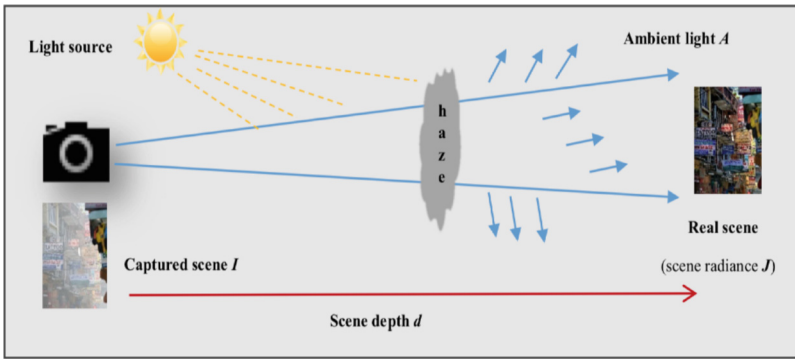 Light source
Ambient light A
h
a
z
e
Captured scene I
Real scene
(scene radiance J)
Scene depth d